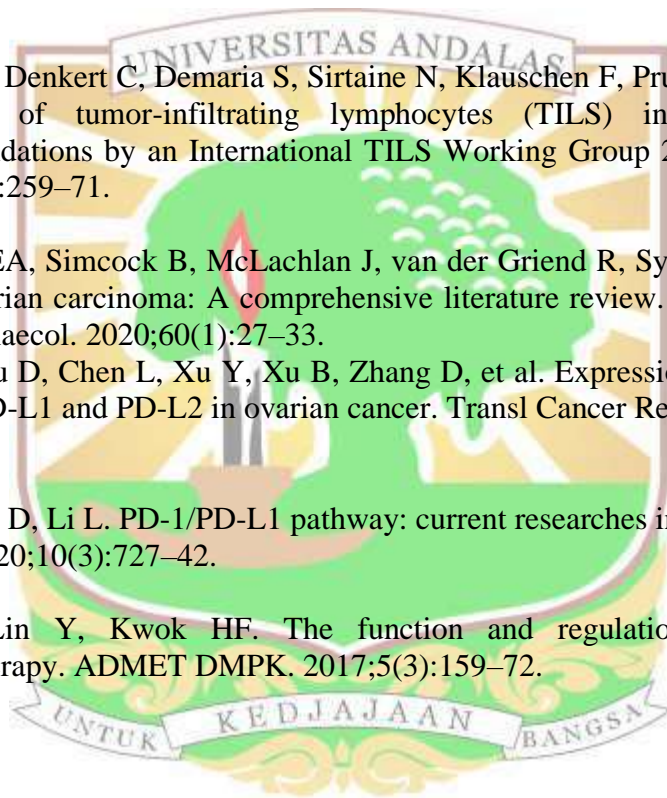 UNIVERSITAS ANDALAS
Denkert C, Demaria S, Sirtaine N, Klauschen F, Pru
of tumor-infiltrating lymphocytes (TILS) in
dations by an International TILS Working Group 2
:259–71.
EA, Simcock B, McLachlan J, van der Griend R, Sy
rian carcinoma: A comprehensive literature review.
naecol. 2020;60(1):27–33.
u D, Chen L, Xu Y, Xu B, Zhang D, et al. Expressio
D-L1 and PD-L2 in ovarian cancer. Transl Cancer Re
D, Li L. PD-1/PD-L1 pathway: current researches i
20;10(3):727–42.
Lin Y, Kwok HF. The function and regulatio
rapy. ADMET DMPK. 2017;5(3):159–72.
UNTUK KEDJAJAAN BANGSA